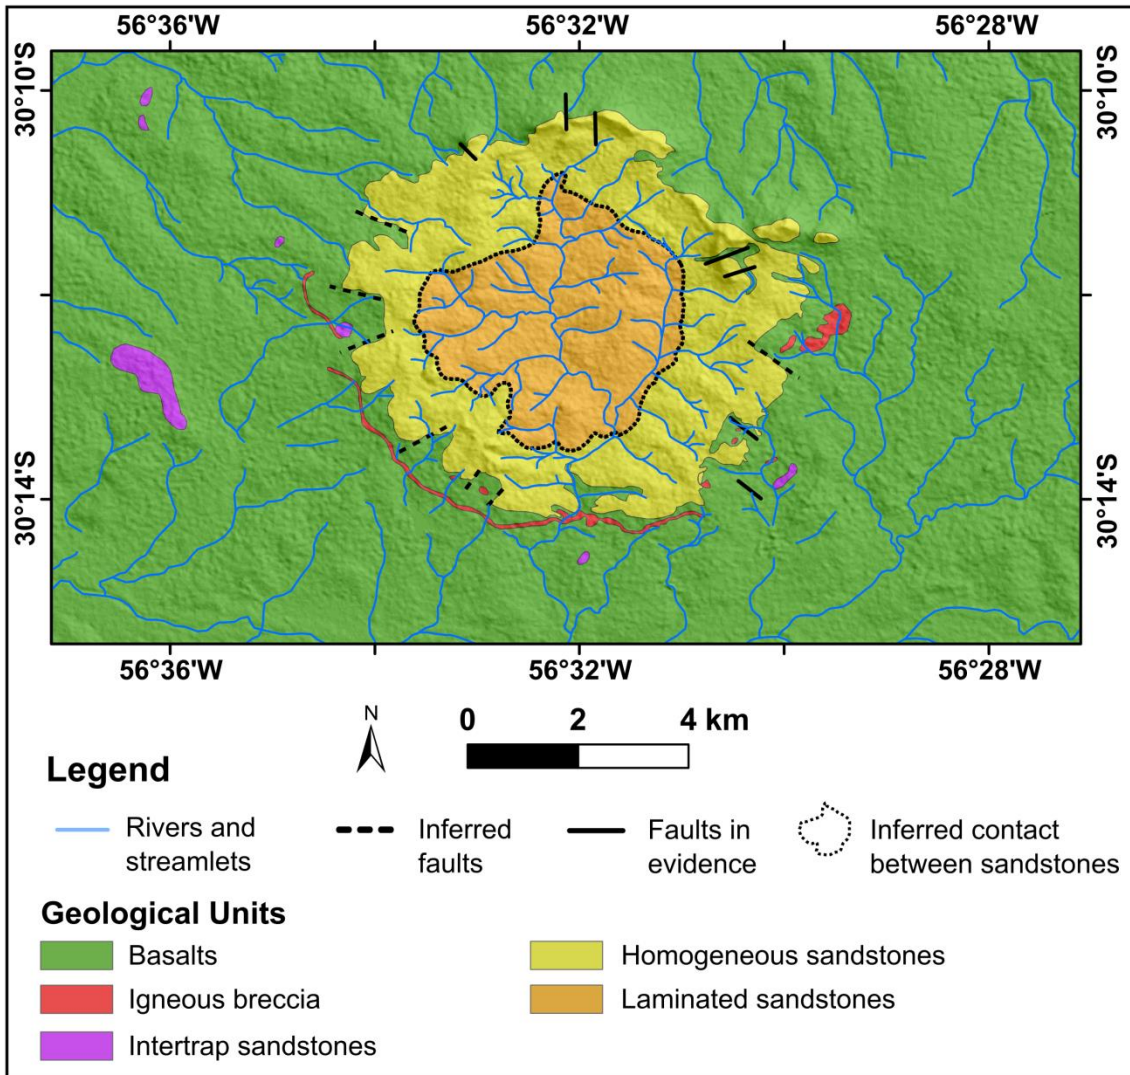 56°36'W 56°32'W 56°28'W
30°10'S 30°10'S
30°14'S 30°14'S
56°36'W 56°32'W 56°28'W
N
0 2 4 km
Legend
Rivers and streamlets
Inferred faults
Faults in evidence
Inferred contact between sandstones
Geological Units
Basalts
Homogeneous sandstones
Igneous breccia
Laminated sandstones
Intertrap sandstones